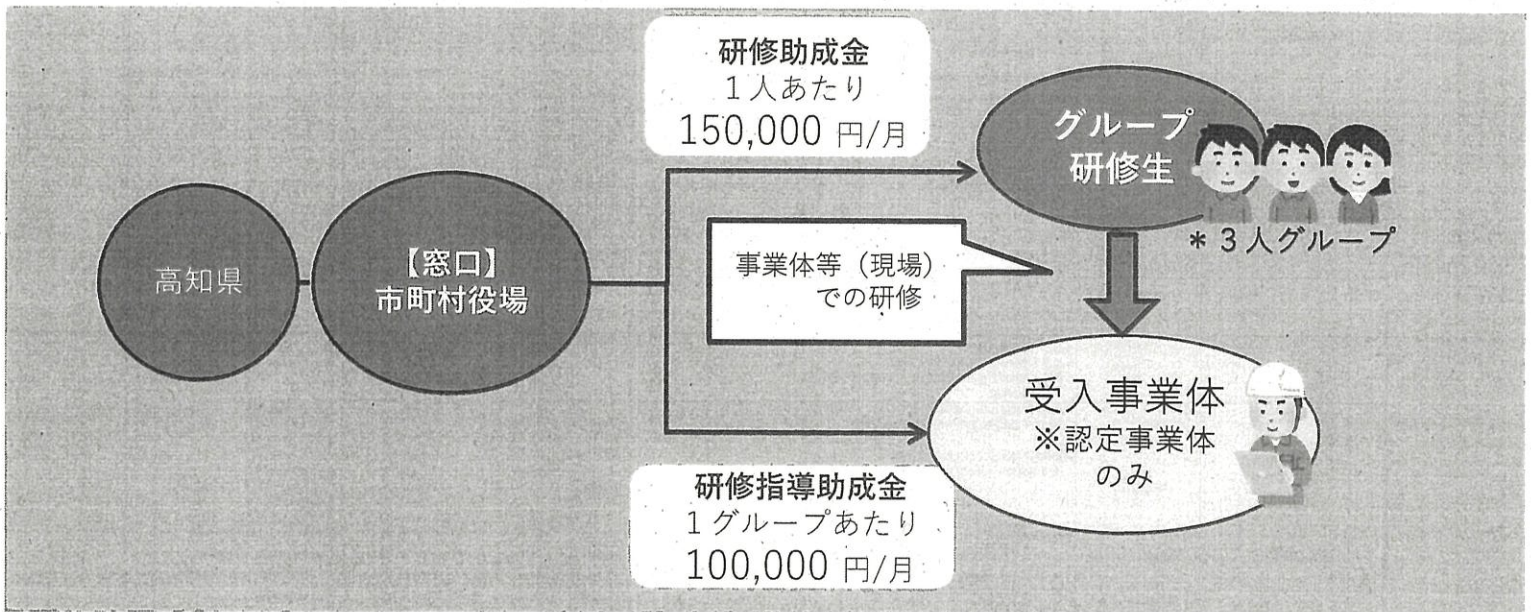 研修助成金
1人あたり
150,000 円/月
グループ
研修生
*3人グループ
高知県
【窓口】
市町村役場
事業体等（現場）
での研修
受入事業体
※認定事業体
のみ
研修指導助成金
1グループあたり
100,000 円/月